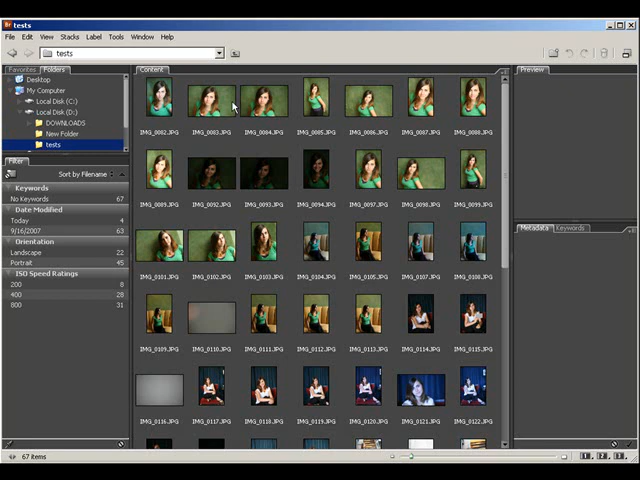 Br tests
File Edit View Stacks Label Tools Window Help
tests
Favorites Folders
Content
Preview
Desktop
My Computer
Local Disk (C:)
Local Disk (D:)
DOWNLOADS
New Folder
tests
Filter
Sort by Filename
Keywords
No Keywords 67
Date Modified
Today 4
9/16/2007 63
Orientation
Landscape 22
Portrait 45
ISO Speed Ratings
200 8
400 28
800 31
IMG_0082.JPG IMG_0083.JPG IMG_0084.JPG IMG_0085.JPG IMG_0086.JPG IMG_0087.JPG IMG_0088.JPG
IMG_0089.JPG IMG_0092.JPG IMG_0093.JPG IMG_0094.JPG IMG_0097.JPG IMG_0098.JPG IMG_0099.JPG
IMG_0101.JPG IMG_0102.JPG IMG_0103.JPG IMG_0104.JPG IMG_0105.JPG IMG_0107.JPG IMG_0108.JPG
IMG_0109.JPG IMG_0110.JPG IMG_0111.JPG IMG_0112.JPG IMG_0113.JPG IMG_0114.JPG IMG_0115.JPG
IMG_0116.JPG IMG_0117.JPG IMG_0118.JPG IMG_0119.JPG IMG_0120.JPG IMG_0121.JPG IMG_0122.JPG
Metadata Keywords
67 items
1 2 3